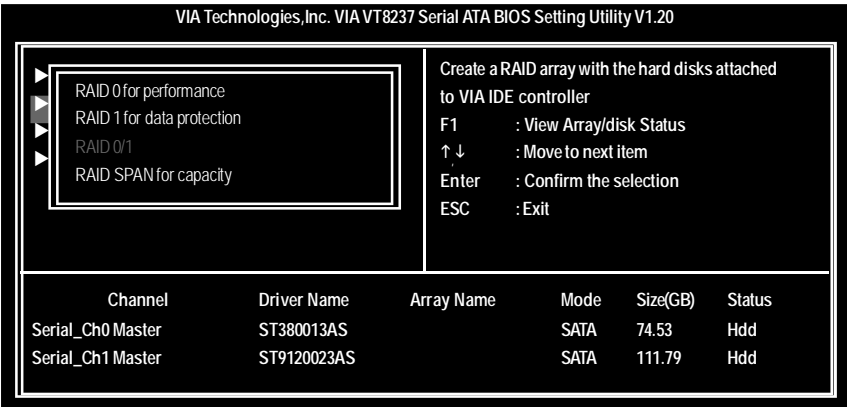 VIA Technologies,Inc. VIA VT8237 Serial ATA BIOS Setting Utility V1.20
RAID 0 for performance
RAID 1 for data protection
RAID 0/1
RAID SPAN for capacity
Create a RAID array with the hard disks attached
to VIA IDE controller
F1 : View Array/disk Status
↑↓ : Move to next item
Enter : Confirm the selection
ESC : Exit
Channel Driver Name Array Name Mode Size(GB) Status
Serial_Ch0 Master ST380013AS SATA 74.53 Hdd
Serial_Ch1 Master ST9120023AS SATA 111.79 Hdd